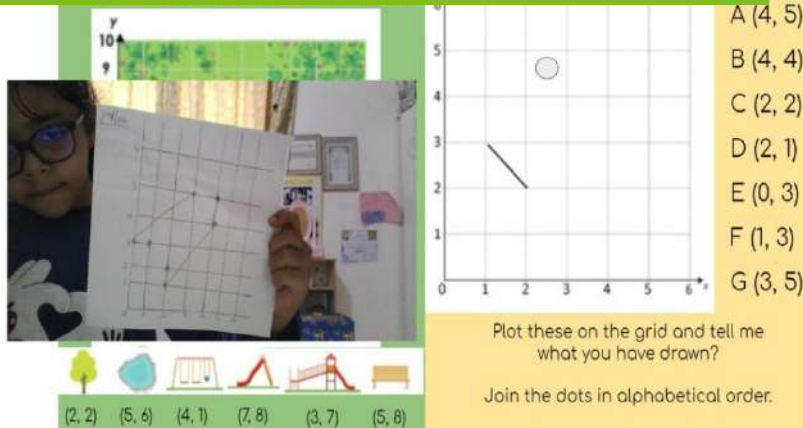 y
10
9
(2, 2) (5, 6) (4, 1) (7, 8) (3, 7) (5, 8)
5
4
3
2
1
0 1 2 3 4 5 6 x
A (4, 5)
B (4, 4)
C (2, 2)
D (2, 1)
E (0, 3)
F (1, 3)
G (3, 5)
Plot these on the grid and tell me
what you have drawn?
Join the dots in alphabetical order.